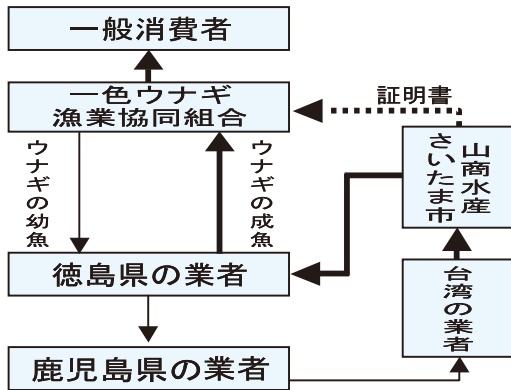 一般消費者
一色ウナギ
漁業協同組合
証明書
ウナギの幼魚
ウナギの成魚
山商水産
さいたま市
徳島県の業者
台湾の業者
鹿児島県の業者